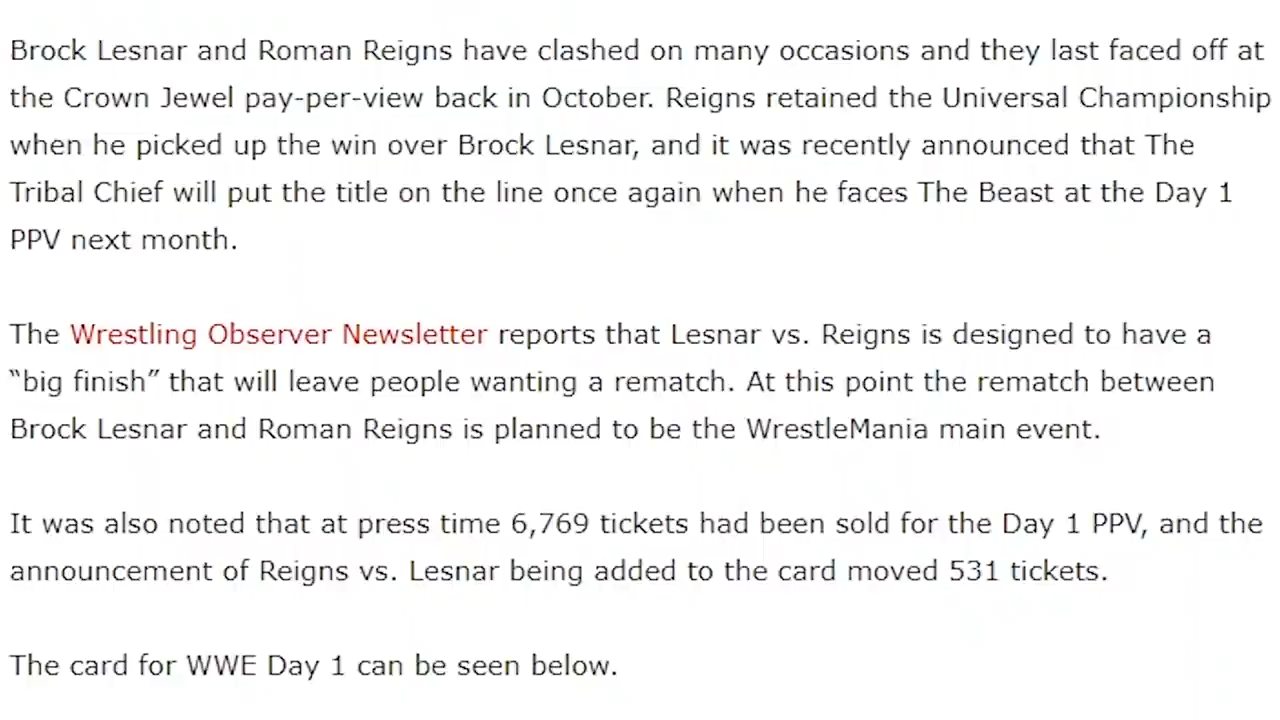 Brock Lesnar and Roman Reigns have clashed on many occasions and they last faced off at
the Crown Jewel pay-per-view back in October. Reigns retained the Universal Championship
when he picked up the win over Brock Lesnar, and it was recently announced that The
Tribal Chief will put the title on the line once again when he faces The Beast at the Day 1
PPV next month.
The Wrestling Observer Newsletter reports that Lesnar vs. Reigns is designed to have a
“big finish” that will leave people wanting a rematch. At this point the rematch between
Brock Lesnar and Roman Reigns is planned to be the WrestleMania main event.
It was also noted that at press time 6,769 tickets had been sold for the Day 1 PPV, and the
announcement of Reigns vs. Lesnar being added to the card moved 531 tickets.
The card for WWE Day 1 can be seen below.